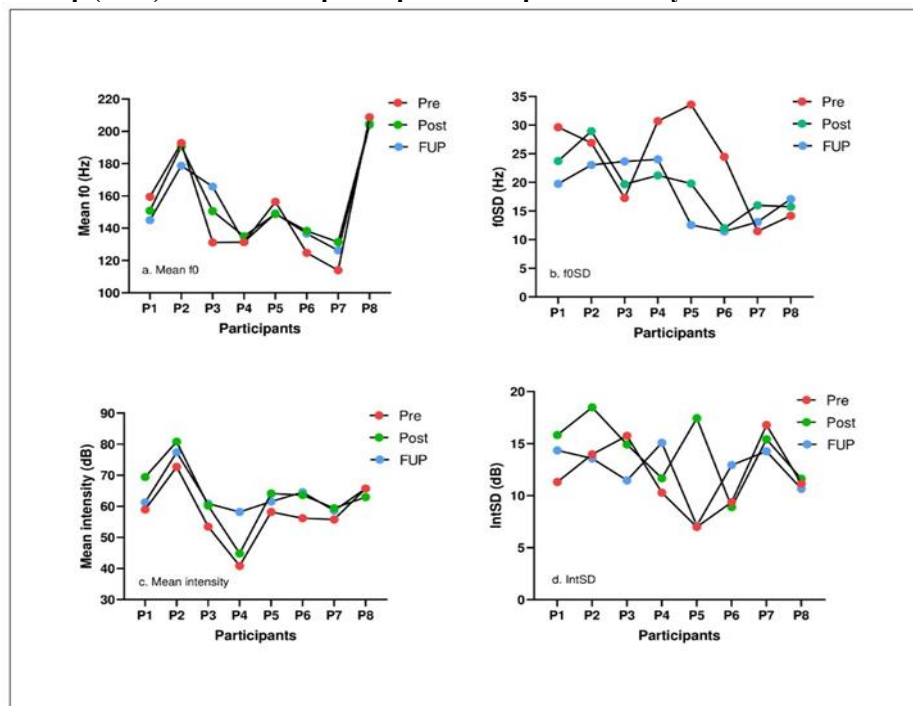 220
200
180
160
140
120
100
Mean f0 (Hz)
a. Mean f0
P1 P2 P3 P4 P5 P6 P7 P8
Participants
Pre
Post
FUP
35
30
25
20
15
10
5
0
f0SD (Hz)
b. f0SD
P1 P2 P3 P4 P5 P6 P7 P8
Participants
Pre
Post
FUP
90
80
70
60
50
40
30
Mean intensity (dB)
c. Mean intensity
P1 P2 P3 P4 P5 P6 P7 P8
Participants
Pre
Post
FUP
20
15
10
5
0
IntSD (dB)
d. IntSD
P1 P2 P3 P4 P5 P6 P7 P8
Participants
Pre
Post
FUP